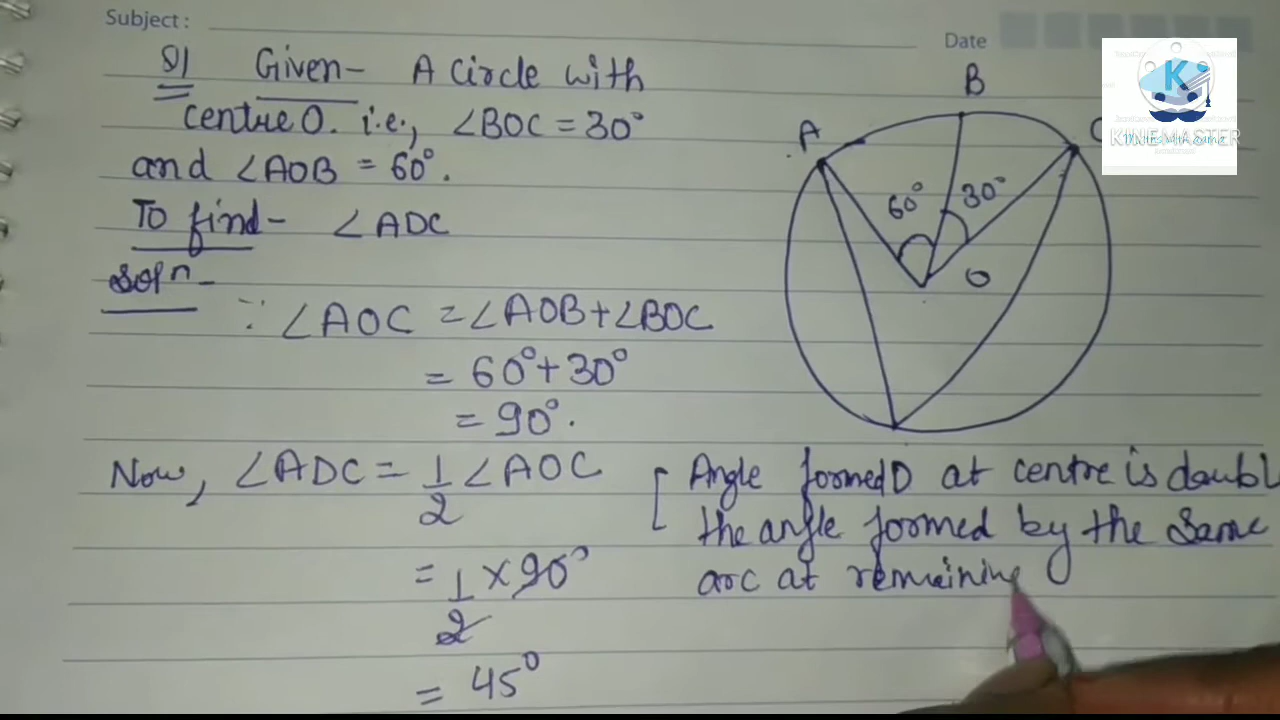 Subject :
Date
Q1 Given- A circle with
centre O. i.e., ∠BOC = 30°
and ∠AOB = 60°.
To find - ∠ADC
Solⁿ -
∵ ∠AOC = ∠AOB + ∠BOC
= 60° + 30°
= 90°.
Now, ∠ADC = 1/2 ∠AOC
= 1/2 × 90°
= 45°
[Angle formed at centre is doubl
the angle formed by the same
arc at remaining
A
B
C
60°
30°
O
D
K
KINEMASTER